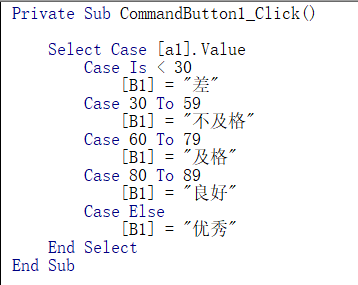 Private Sub CommandButton1_Click()
Select Case [a1].Value
Case Is < 30
[B1] = "差"
Case 30 To 59
[B1] = "不及格"
Case 60 To 79
[B1] = "及格"
Case 80 To 89
[B1] = "良好"
Case Else
[B1] = "优秀"
End Select
End Sub